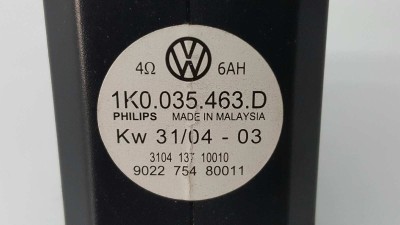 4Ω 6AH
1K0.035.463.D
PHILIPS MADE IN MALAYSIA
Kw 31/04 - 03
3104 137 10010
9022 754 80011